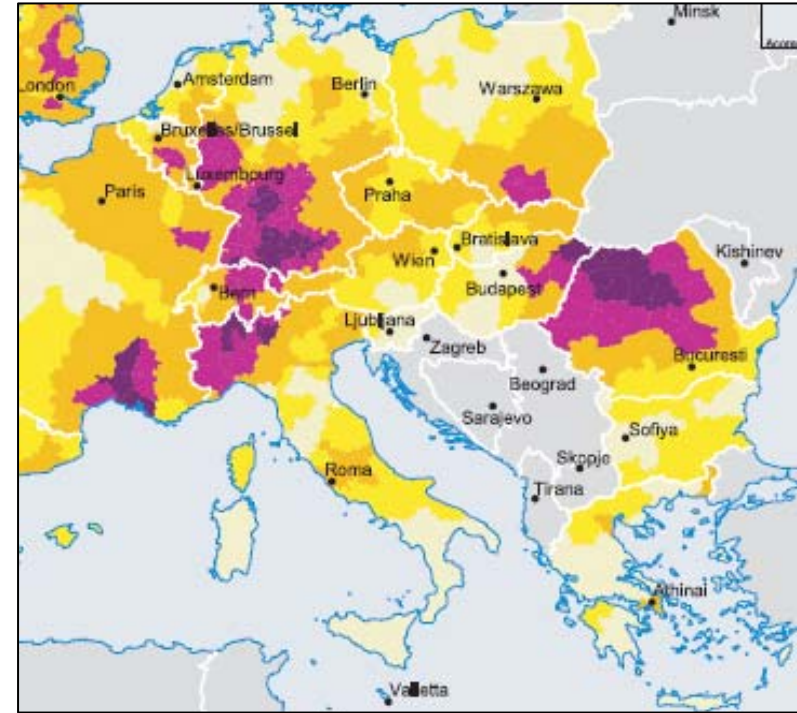 Minsk
Acores
London
Amsterdam
Berlin
Warszawa
Bruxelles/Brussel
Luxembourg
Paris
Praha
Wien
Bratislava
Kishinev
Bern
Budapest
Ljubljana
Zagreb
Bucuresti
Beograd
Sarajevo
Sofiya
Skopje
Roma
Tirana
Athinai
Valletta